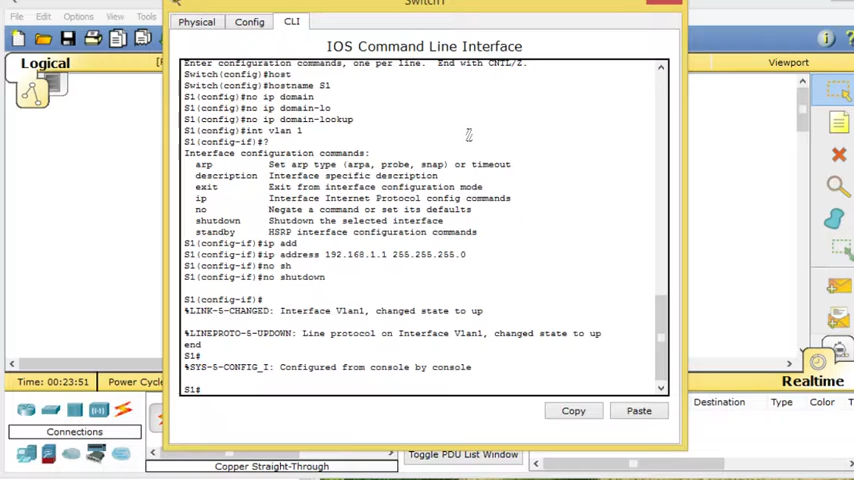 Switch1
File Edit Options View Tools
Physical Config CLI
IOS Command Line Interface
Logical
Viewport
Enter configuration commands, one per line. End with CNTL/Z.
Switch(config)#host
Switch(config)#hostname S1
S1(config)#no ip domain
S1(config)#no ip domain-lo
S1(config)#no ip domain-lookup
S1(config)#int vlan 1
S1(config-if)#?
Interface configuration commands:
arp Set arp type (arpa, probe, snap) or timeout
description Interface specific description
exit Exit from interface configuration mode
ip Interface Internet Protocol config commands
no Negate a command or set its defaults
shutdown Shutdown the selected interface
standby HSRP interface configuration commands
S1(config-if)#ip add
S1(config-if)#ip address 192.168.1.1 255.255.255.0
S1(config-if)#no sh
S1(config-if)#no shutdown
S1(config-if)#
%LINK-5-CHANGED: Interface Vlan1, changed state to up
%LINEPROTO-5-UPDOWN: Line protocol on Interface Vlan1, changed state to up
end
S1#
%SYS-5-CONFIG_I: Configured from console by console
S1#
Copy Paste
Time: 00:23:51 Power Cycl
Realtime
Destination Type Color
Connections
Toggle PDU List Window
Copper Straight-Through